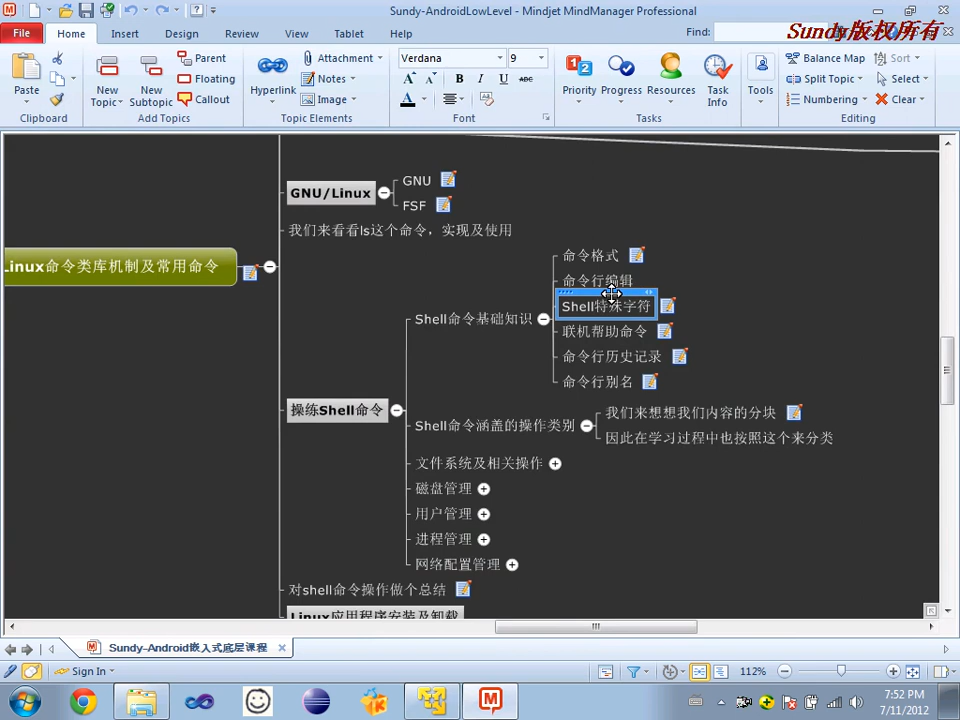 Sundy-AndroidLowLevel - Mindjet MindManager Professional
File Home Insert Design Review View Tablet Help Find:
Sundy版权所有
Paste
New Topic
New Subtopic
Parent
Floating
Callout
Hyperlink
Attachment
Notes
Image
Verdana 9
B I U ABC
A
Priority
Progress
Resources
Task Info
Tools
Balance Map Sort
Split Topic Select
Numbering Clear
Clipboard Add Topics Topic Elements Font Tasks Editing
GNU/Linux
GNU
FSF
我们来看看ls这个命令，实现及使用
Linux命令类库机制及常用命令
命令格式
命令行编辑
Shell特殊字符
Shell命令基础知识
联机帮助命令
命令行历史记录
命令行别名
操练Shell命令
Shell命令涵盖的操作类别
我们来想想我们内容的分块
因此在学习过程中也按照这个来分类
文件系统及相关操作
磁盘管理
用户管理
进程管理
网络配置管理
对shell命令操作做个总结
Linux应用程序安装及卸载
Sundy-Android嵌入式底层课程
Sign In
112%
7:52 PM
7/11/2012